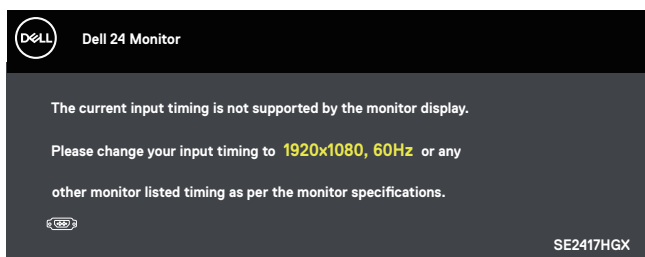 DELL
Dell 24 Monitor
The current input timing is not supported by the monitor display.
Please change your input timing to 1920x1080, 60Hz or any
other monitor listed timing as per the monitor specifications.
SE2417HGX